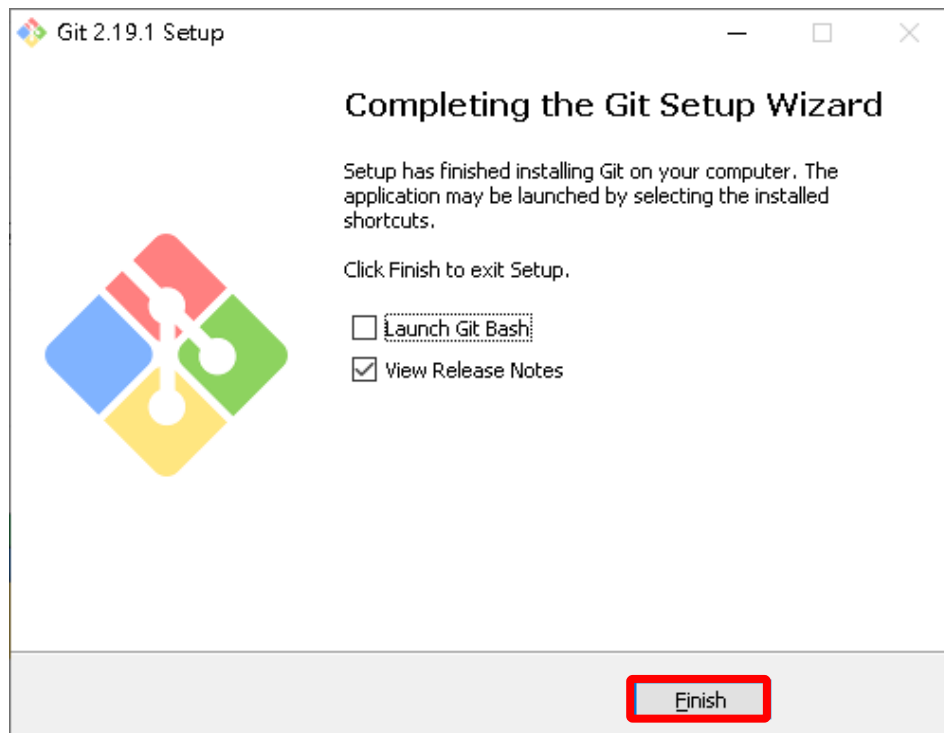 Git 2.19.1 Setup
Completing the Git Setup Wizard
Setup has finished installing Git on your computer. The
application may be launched by selecting the installed
shortcuts.
Click Finish to exit Setup.
Launch Git Bash
View Release Notes
Finish